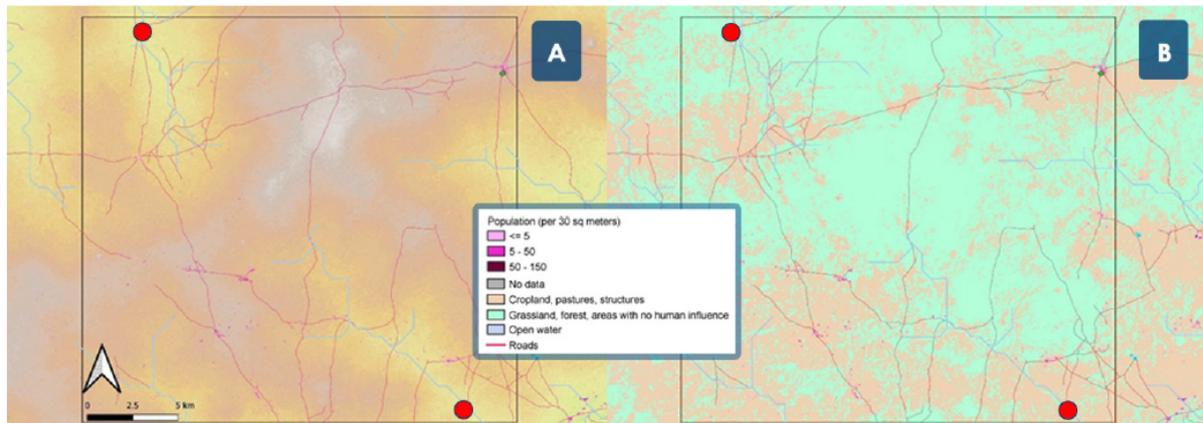 A
B
Population (per 30 sq meters)
<= 5
5 - 50
50 - 150
No data
Cropland, pastures, structures
Grassland, forest, areas with no human influence
Open water
Roads
0 2.5 5 km